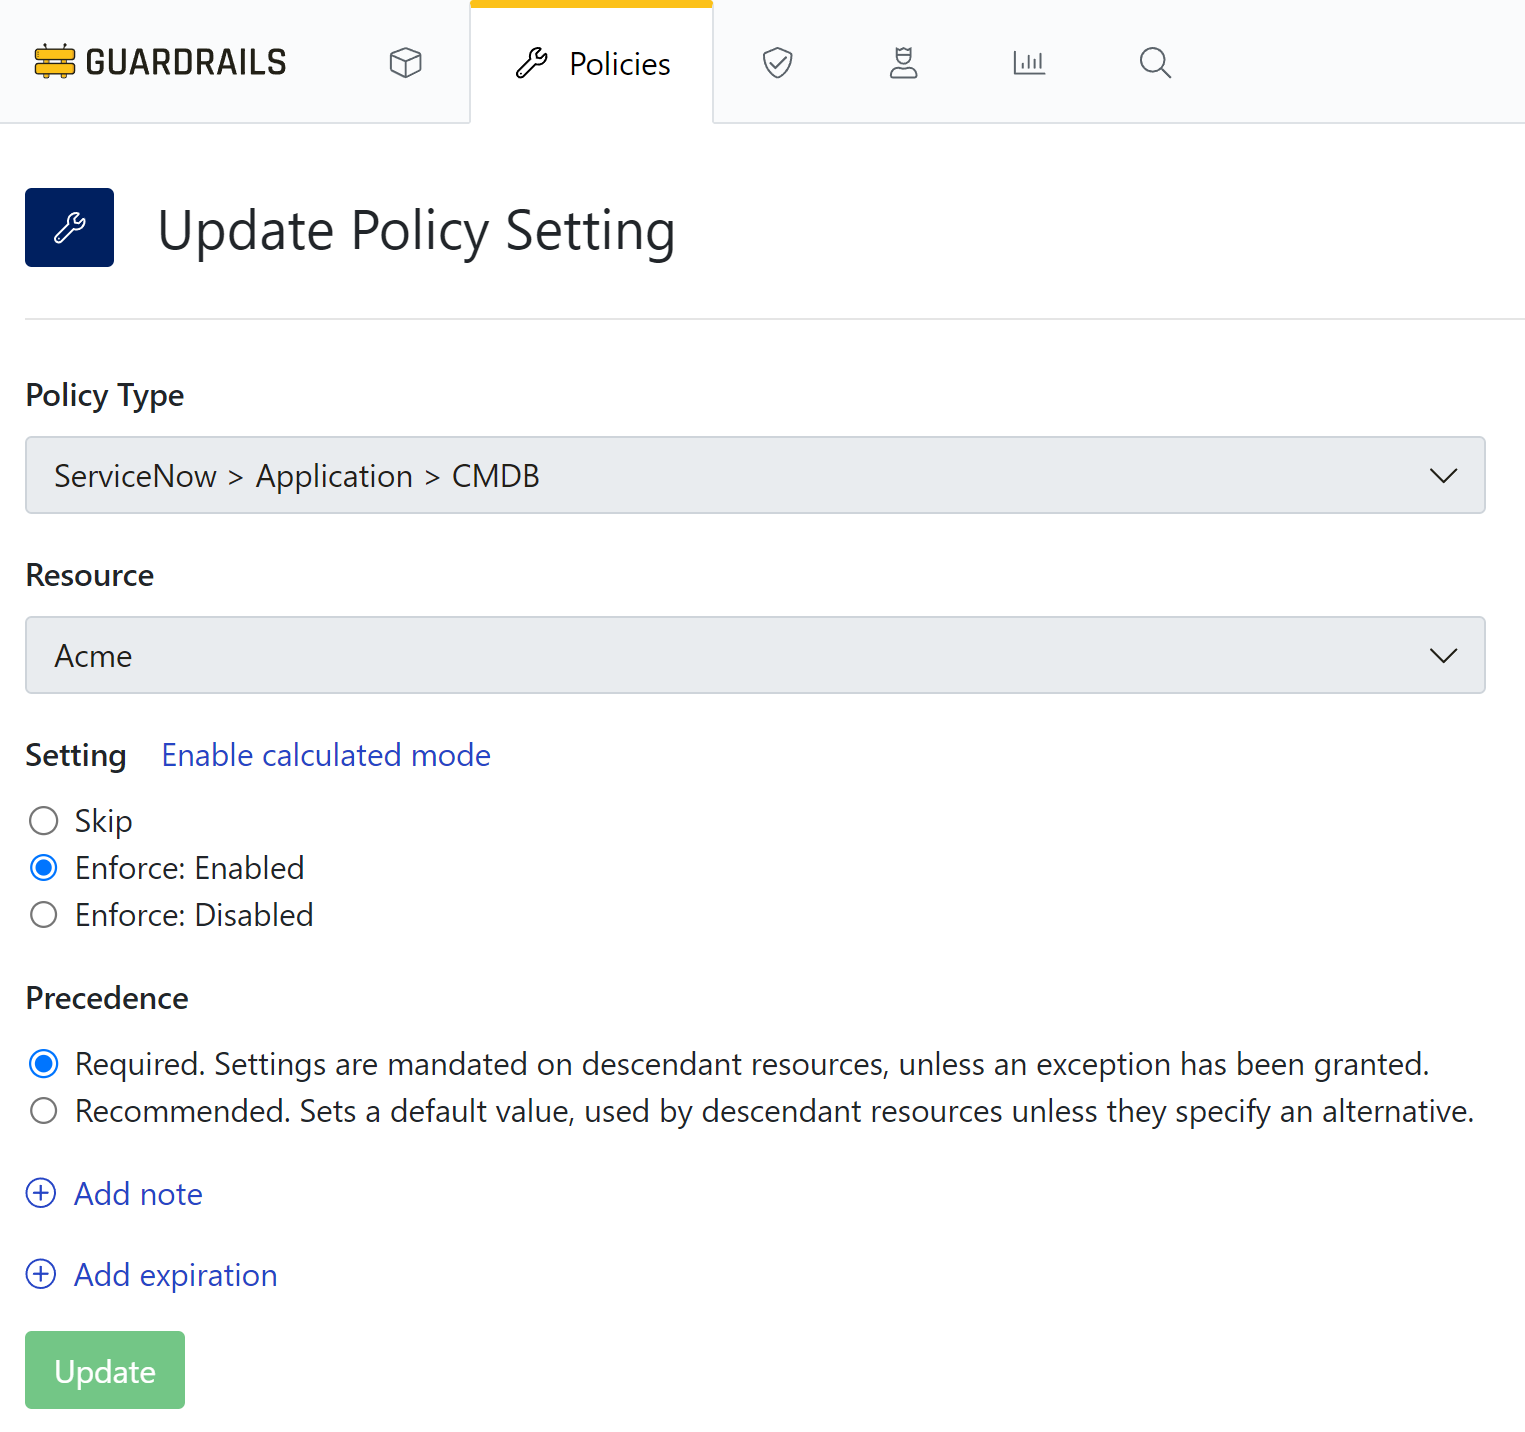 GUARDRAILS
Policies
Update Policy Setting
Policy Type
ServiceNow > Application > CMDB
Resource
Acme
Setting Enable calculated mode
Skip
Enforce: Enabled
Enforce: Disabled
Precedence
Required. Settings are mandated on descendant resources, unless an exception has been granted.
Recommended. Sets a default value, used by descendant resources unless they specify an alternative.
Add note
Add expiration
Update